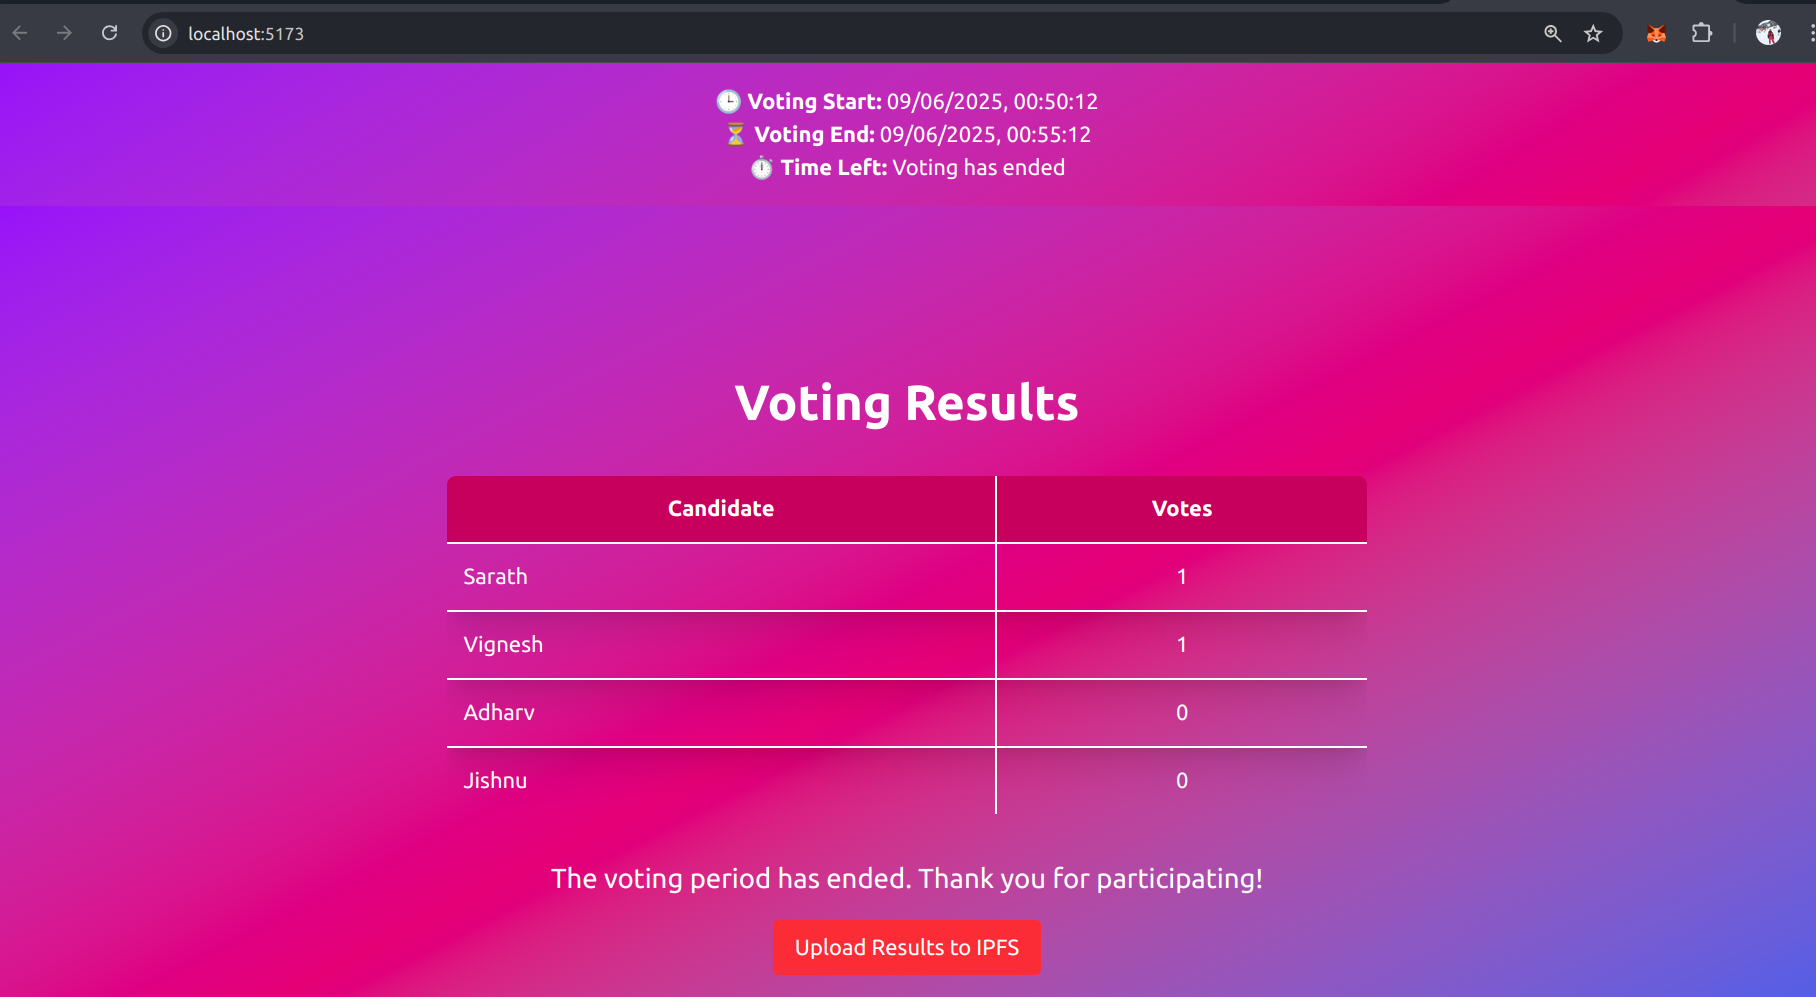 localhost:5173
🕒 Voting Start: 09/06/2025, 00:50:12
⏳ Voting End: 09/06/2025, 00:55:12
⏱️ Time Left: Voting has ended
Voting Results
Candidate Votes
Sarath 1
Vignesh 1
Adharv 0
Jishnu 0
The voting period has ended. Thank you for participating!
Upload Results to IPFS